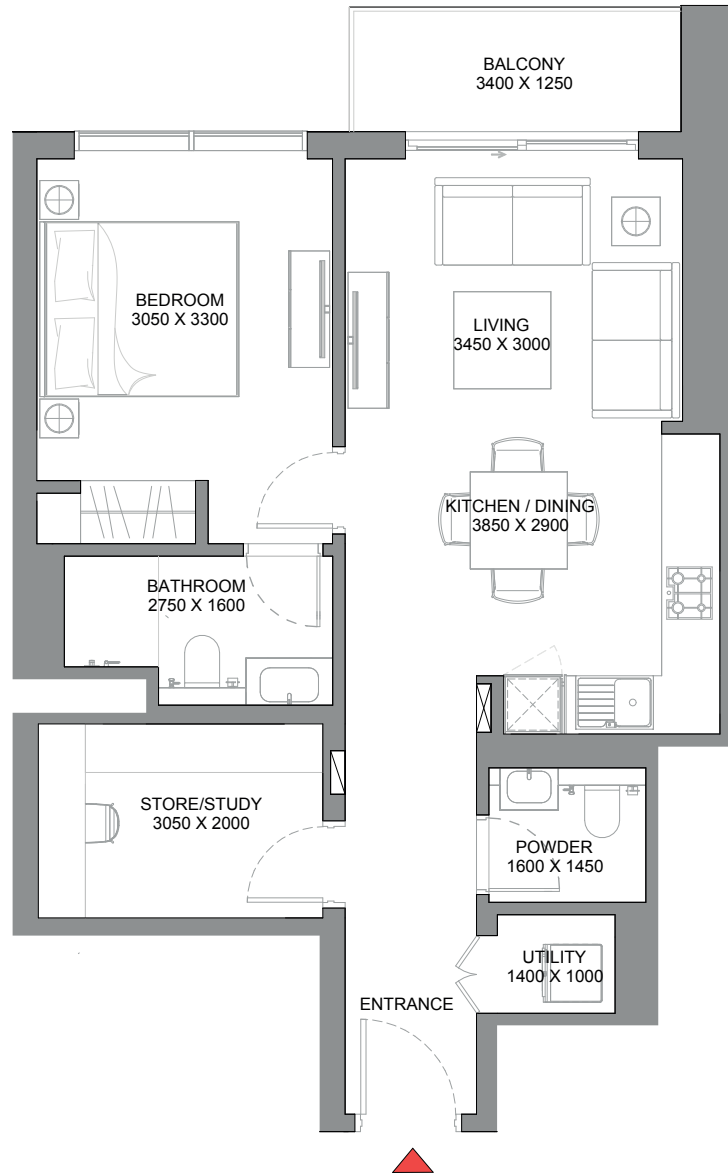 BALCONY
3400 X 1250
BEDROOM
3050 X 3300
LIVING
3450 X 3000
KITCHEN / DINING
3850 X 2900
BATHROOM
2750 X 1600
STORE/STUDY
3050 X 2000
POWDER
1600 X 1450
UTILITY
1400 X 1000
ENTRANCE